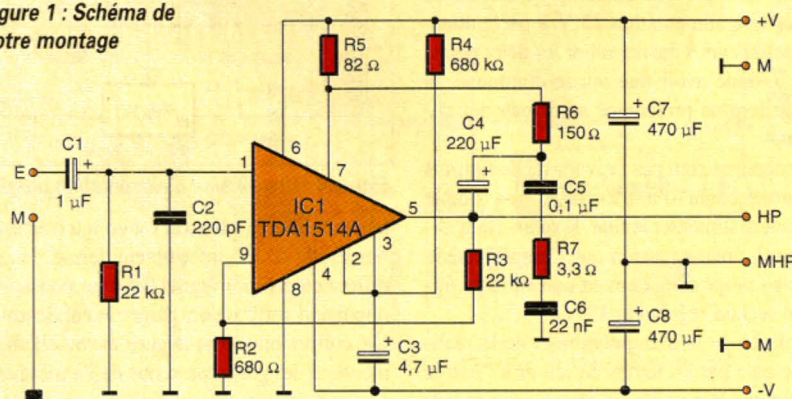 gure 1 : Schéma de
otre montage
R5
82 Ω
R4
680 kΩ
+V
M
C1
+
1 µF
E
M
R1
22 kΩ
C2
220 pF
1
6
7
IC1
TDA1514A
5
9
8
4
2
3
R2
680 Ω
C3
4,7 µF
+
C4
220 µF
+
R6
150 Ω
C5
0,1 µF
R3
22 kΩ
R7
3,3 Ω
C6
22 nF
+
C7
470 µF
HP
MHP
+
C8
470 µF
M
-V